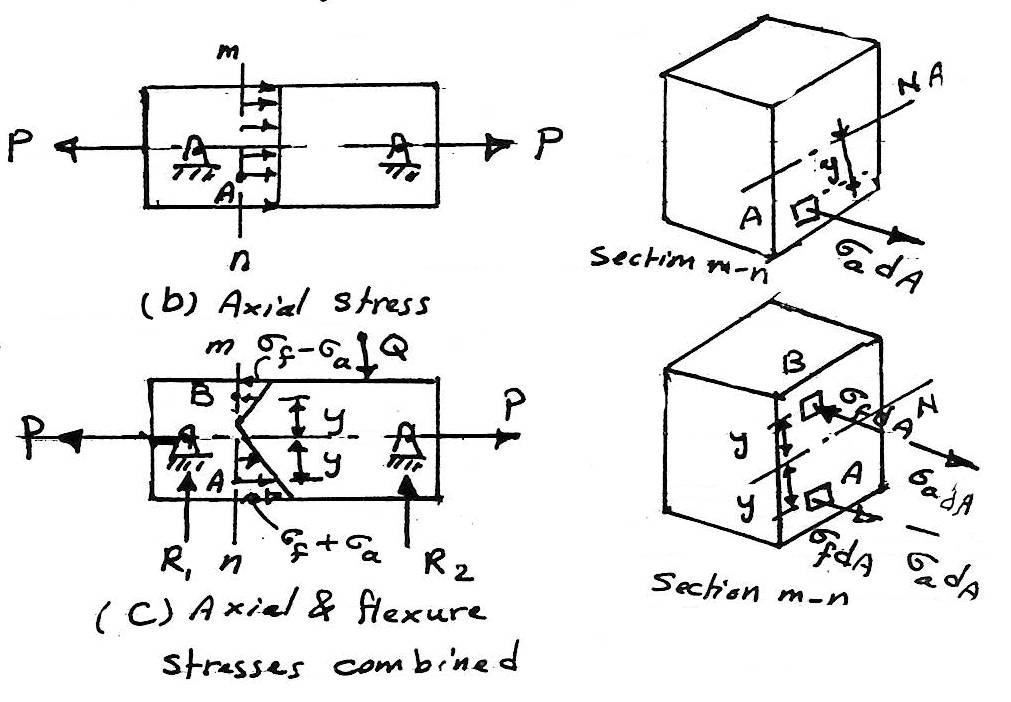 m
N A
P
P
y
A
A
n
σa dA
Section m-n
(b) Axial stress
m
σf-σa
Q
B
B
σf dA
N
P
P
y
y
y
y
A
A
σa dA
R1
n
σf+σa
R2
σf dA
σa dA
Section m-n
(C) Axial & flexure
stresses combined